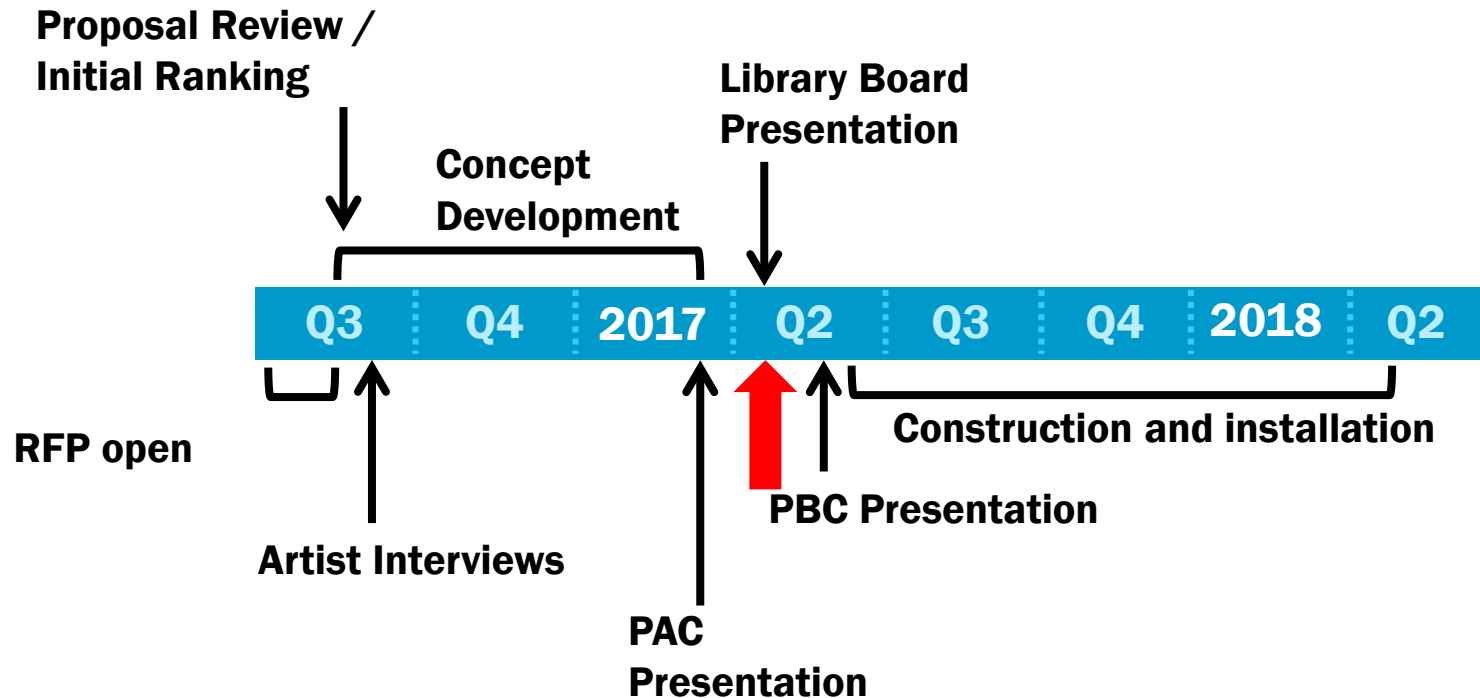 Proposal Review /
Initial Ranking
Library Board
Presentation
Concept
Development
Q3 Q4 2017 Q2 Q3 Q4 2018 Q2
RFP open
Construction and installation
PBC Presentation
Artist Interviews
PAC
Presentation